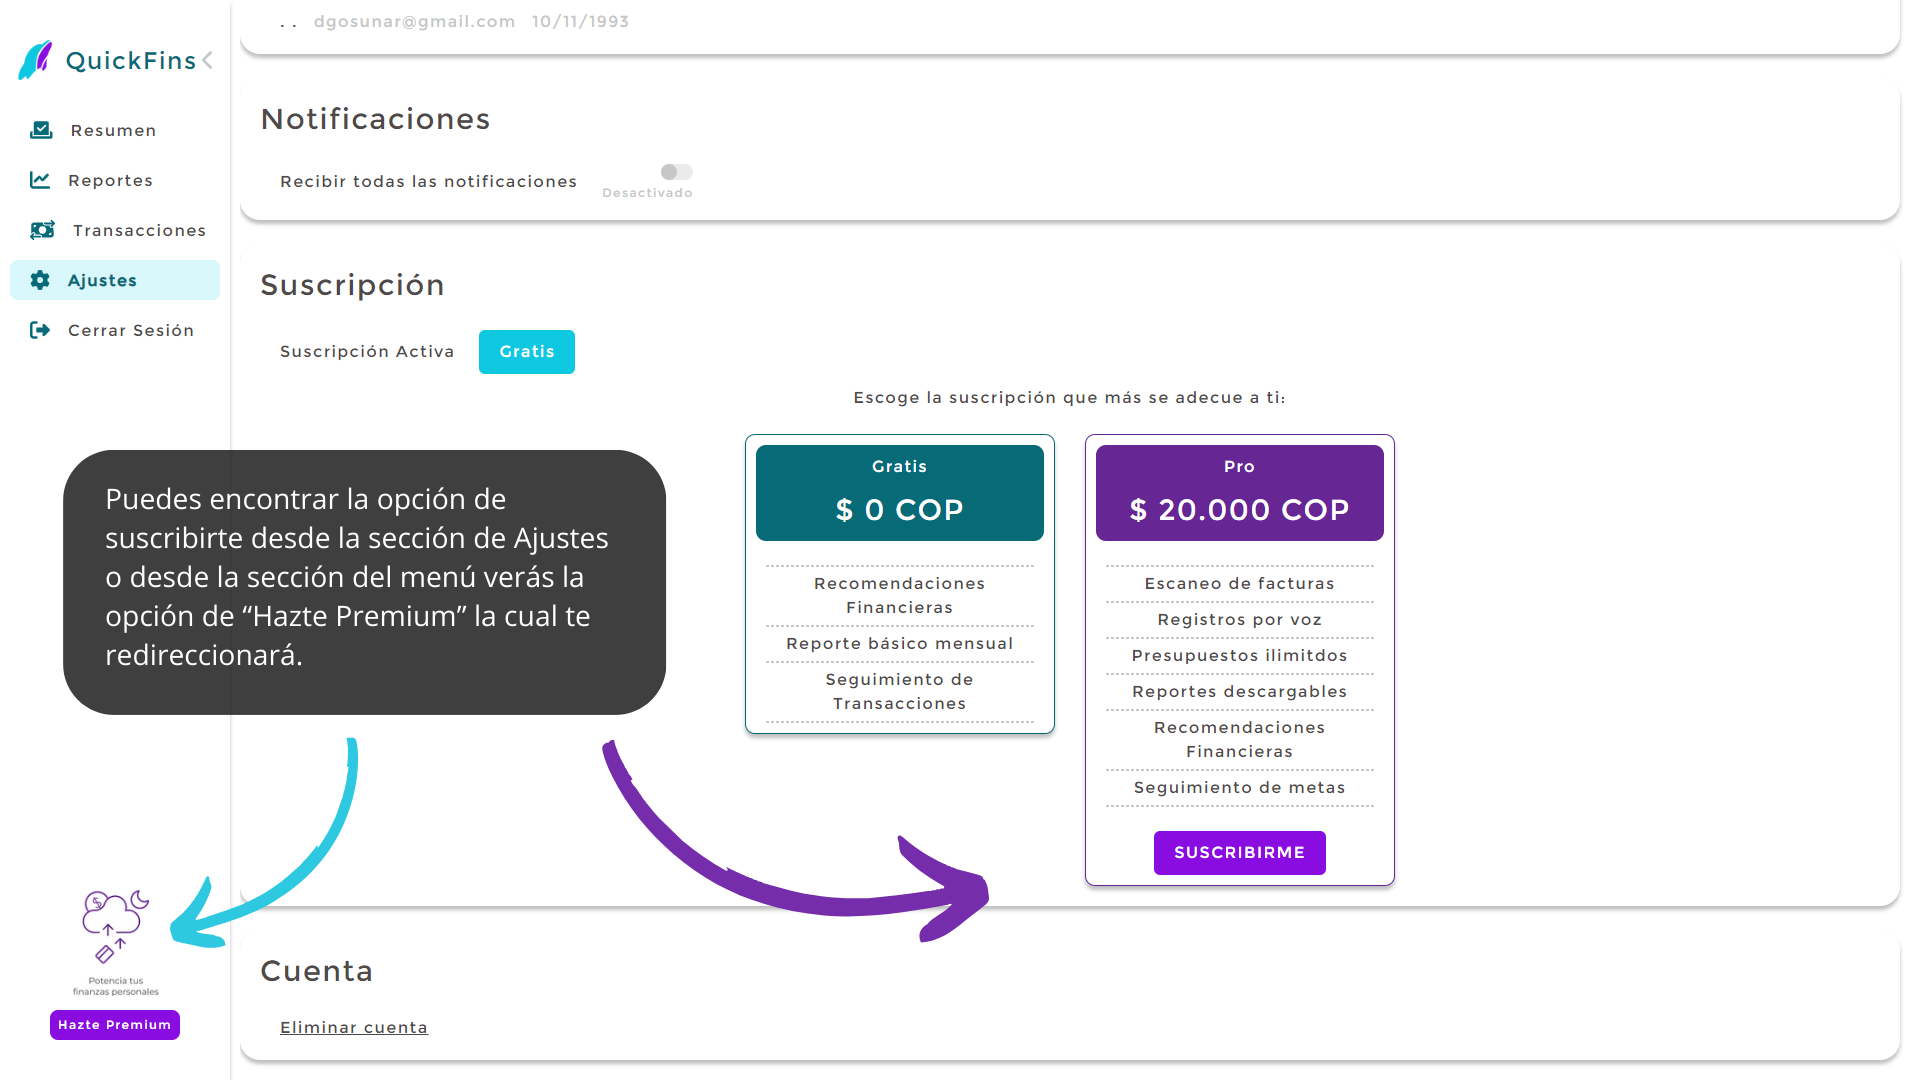 . . dgosunar@gmail.com 10/11/1993
QuickFins
Resumen
Reportes
Transacciones
Ajustes
Cerrar Sesión
Notificaciones
Recibir todas las notificaciones
Desactivado
Suscripción
Suscripción Activa Gratis
Escoge la suscripción que más se adecue a ti:
Gratis
$ 0 COP
Recomendaciones
Financieras
Reporte básico mensual
Seguimiento de
Transacciones
Pro
$ 20.000 COP
Escaneo de facturas
Registros por voz
Presupuestos ilimitdos
Reportes descargables
Recomendaciones
Financieras
Seguimiento de metas
SUSCRIBIRME
Puedes encontrar la opción de
suscribirte desde la sección de Ajustes
o desde la sección del menú verás la
opción de “Hazte Premium” la cual te
redireccionará.
Potencia tus
finanzas personales
Hazte Premium
Cuenta
Eliminar cuenta